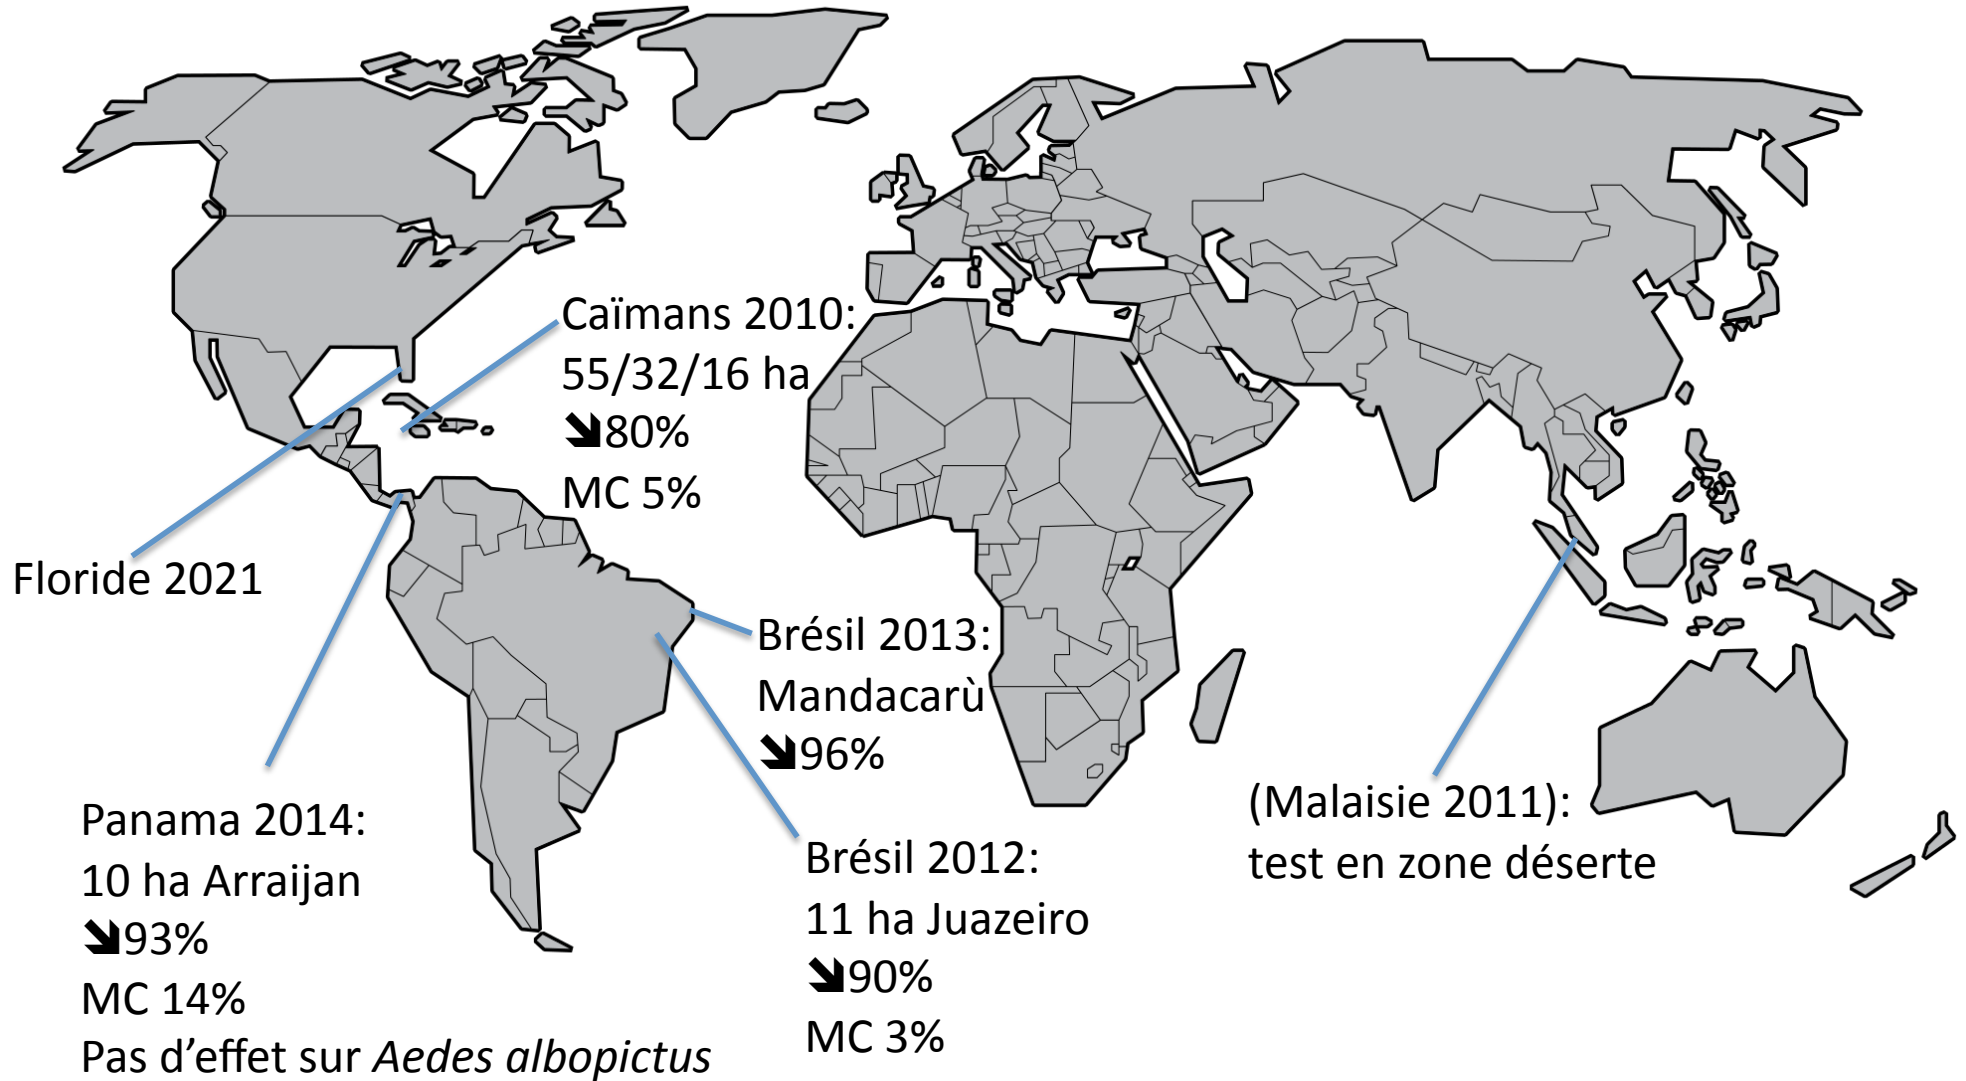 Caïmans 2010:
55/32/16 ha
⬊80%
MC 5%
Floride 2021
Brésil 2013:
Mandacarù
⬊96%
Panama 2014:
10 ha Arraijan
⬊93%
MC 14%
Pas d’effet sur Aedes albopictus
Brésil 2012:
11 ha Juazeiro
⬊90%
MC 3%
(Malaisie 2011):
test en zone déserte